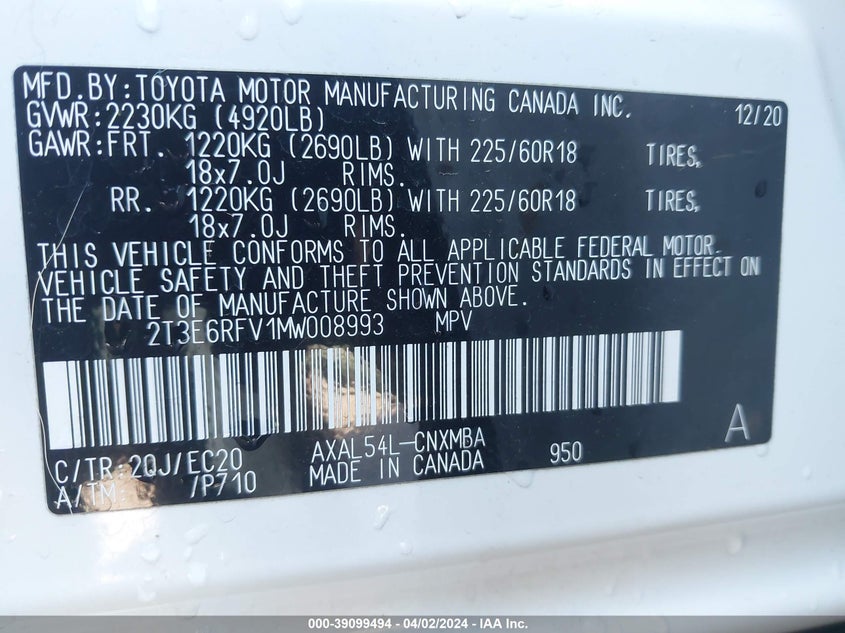 MFD.BY:TOYOTA MOTOR MANUFACTURING CANADA INC. 12/20
GVWR:2230KG (4920LB)
GAWR:FRT. 1220KG (2690LB) WITH 225/60R18 TIRES,
18x7.0J RIMS.
RR. 1220KG (2690LB) WITH 225/60R18 TIRES,
18x7.0J RIMS.
THIS VEHICLE CONFORMS TO ALL APPLICABLE FEDERAL MOTOR
VEHICLE SAFETY AND THEFT PREVENTION STANDARDS IN EFFECT ON
THE DATE OF MANUFACTURE SHOWN ABOVE.
2T3E6RFV1MW008993 MPV
A
C/TR:2QJ/EC20 AXAL54L-CNXMBA 950
A/TM: /P710 MADE IN CANADA
000-39099494 - 04/02/2024 - IAA Inc.